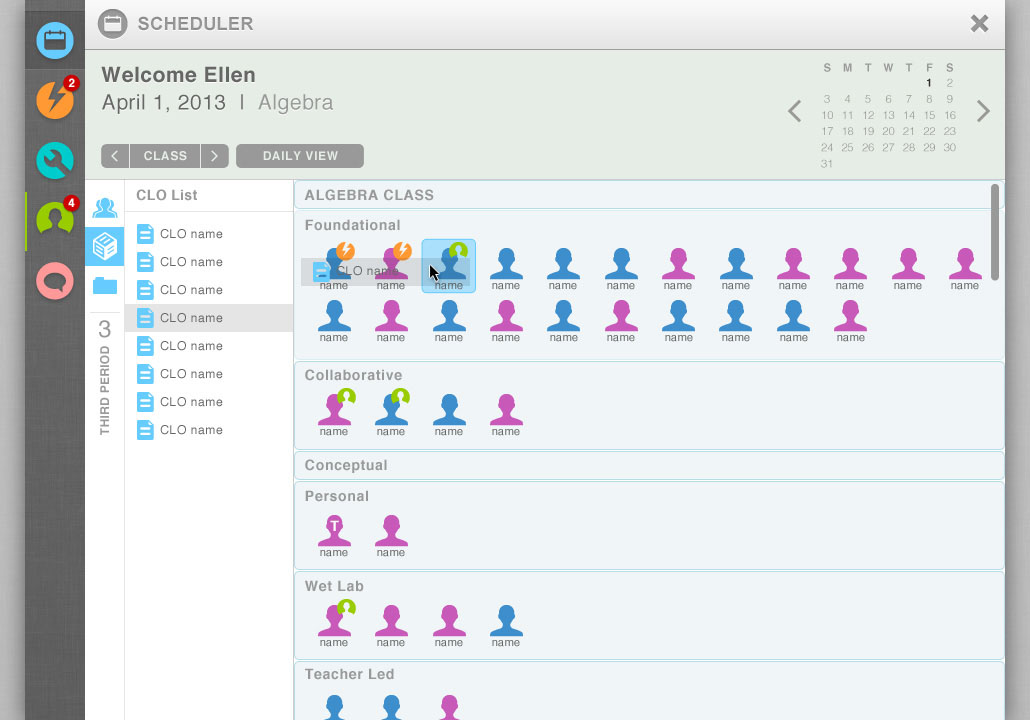 SCHEDULER
2
4
Welcome Ellen
April 1, 2013 | Algebra
CLASS
DAILY VIEW
S M T W T F S
1 2
3 4 5 6 7 8 9
10 11 12 13 14 15 16
17 18 19 20 21 22 23
24 25 26 27 28 29 30
31
THIRD PERIOD 3
CLO List
CLO name
CLO name
CLO name
CLO name
CLO name
CLO name
CLO name
CLO name
ALGEBRA CLASS
Foundational
CLO name
name name name name name name name name name name name name
name name name name name name name name name name
Collaborative
name name name name
Conceptual
Personal
T
name name
Wet Lab
name name name name
Teacher Led